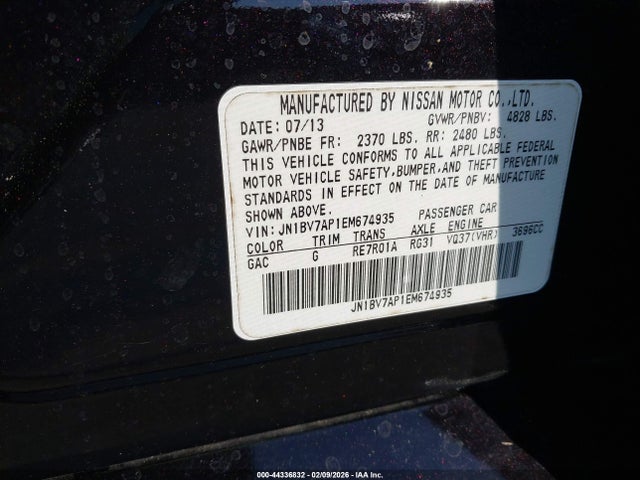 MANUFACTURED BY NISSAN MOTOR CO.,LTD.
DATE: 07/13 GVWR/PNBV: 4828 LBS.
GAWR/PNBE FR: 2370 LBS. RR: 2480 LBS.
THIS VEHICLE CONFORMS TO ALL APPLICABLE FEDERAL
MOTOR VEHICLE SAFETY,BUMPER,AND THEFT PREVENTION
STANDARDS IN EFFECT ON THE DATE OF MANUFACTURE
SHOWN ABOVE.
VIN: JN1BV7AP1EM674935 PASSENGER CAR
COLOR TRIM TRANS AXLE ENGINE
GAC G RE7R01A RG31 VQ37(VHR) 3696CC
JN1BV7AP1EM674935
000-44336832 - 02/09/2026 - IAA Inc.